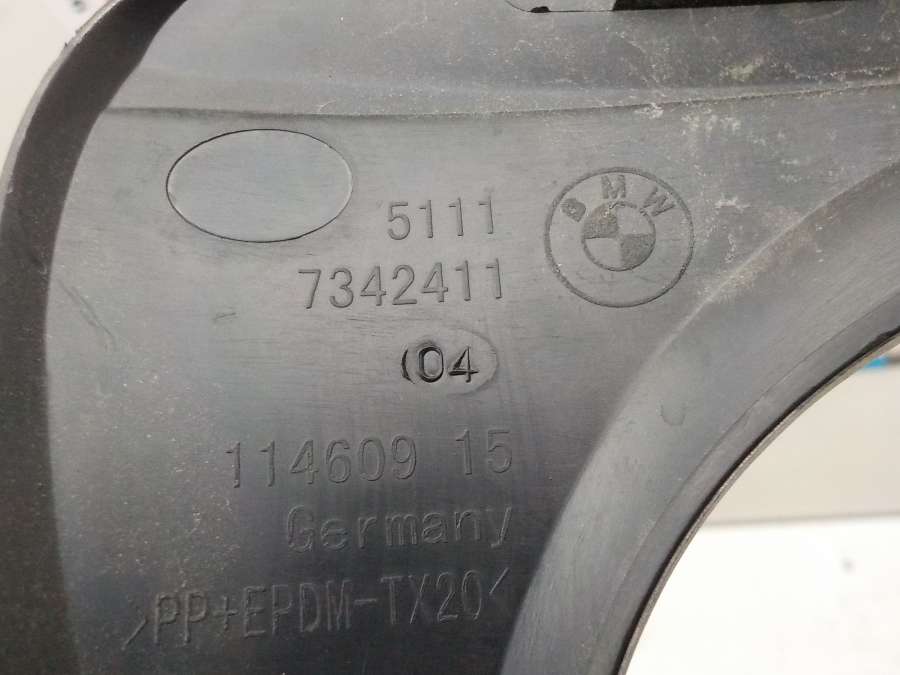 5111
BMW
7342411
04
114609 15
Germany
>PP+EPDM-TX20<